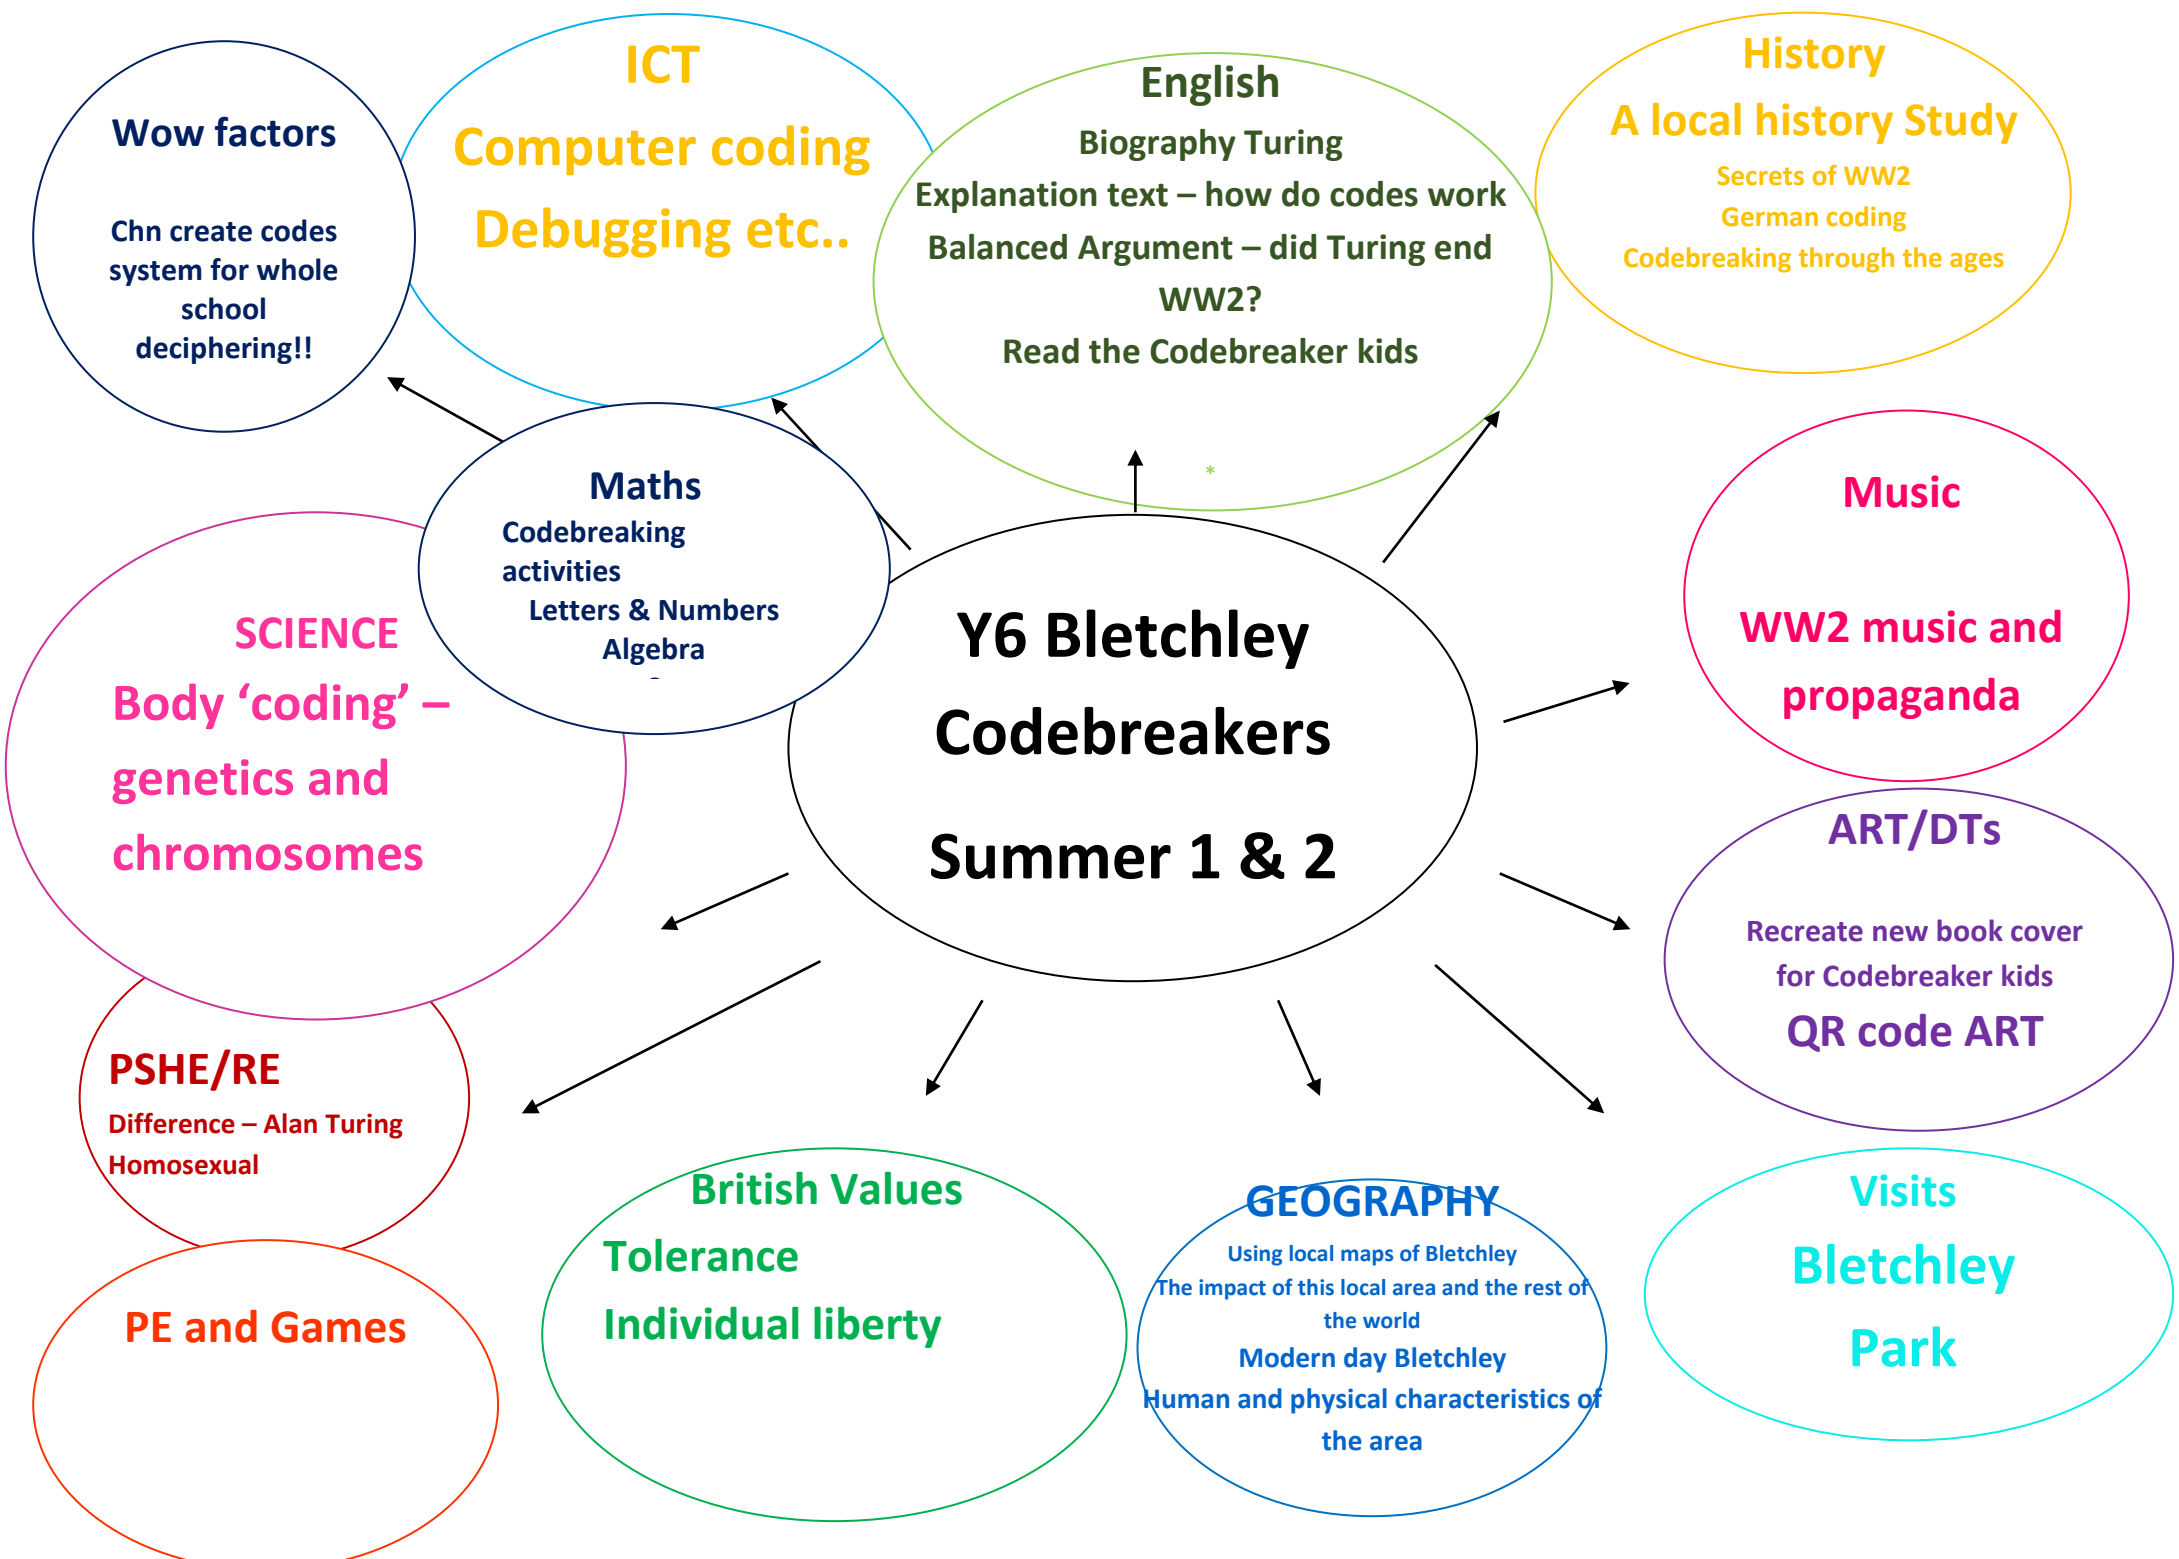 Wow factors
Chn create codes
system for whole
school
deciphering!!
ICT
Computer coding
Debugging etc..
English
Biography Turing
Explanation text – how do codes work
Balanced Argument – did Turing end
WW2?
Read the Codebreaker kids
*
History
A local history Study
Secrets of WW2
German coding
Codebreaking through the ages
Maths
Codebreaking
activities
Letters & Numbers
Algebra
SCIENCE
Body ‘coding’ –
genetics and
chromosomes
Y6 Bletchley
Codebreakers
Summer 1 & 2
Music
WW2 music and
propaganda
ART/DTs
Recreate new book cover
for Codebreaker kids
QR code ART
PSHE/RE
Difference – Alan Turing
Homosexual
PE and Games
British Values
Tolerance
Individual liberty
GEOGRAPHY
Using local maps of Bletchley
The impact of this local area and the rest of
the world
Modern day Bletchley
Human and physical characteristics of
the area
Visits
Bletchley
Park